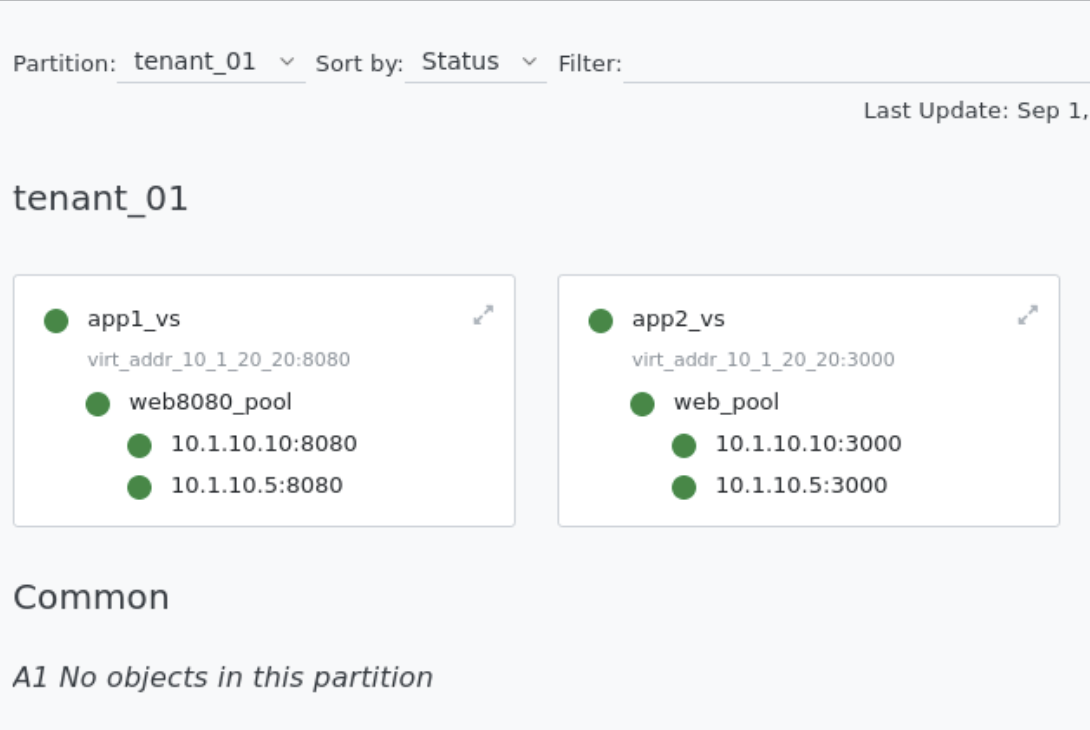 Partition: tenant_01 Sort by: Status Filter:
Last Update: Sep 1,
tenant_01
app1_vs
virt_addr_10_1_20_20:8080
web8080_pool
10.1.10.10:8080
10.1.10.5:8080
app2_vs
virt_addr_10_1_20_20:3000
web_pool
10.1.10.10:3000
10.1.10.5:3000
Common
A1 No objects in this partition